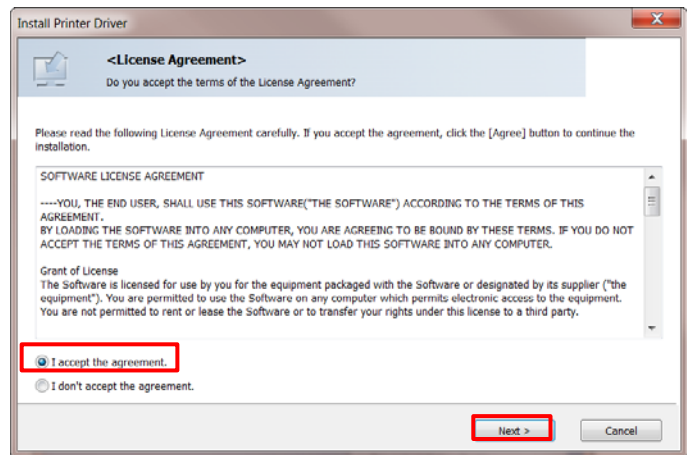 Install Printer Driver
<License Agreement>
Do you accept the terms of the License Agreement?
Please read the following License Agreement carefully. If you accept the agreement, click the [Agree] button to continue the
installation.
SOFTWARE LICENSE AGREEMENT
----YOU, THE END USER, SHALL USE THIS SOFTWARE("THE SOFTWARE") ACCORDING TO THE TERMS OF THIS
AGREEMENT.
BY LOADING THE SOFTWARE INTO ANY COMPUTER, YOU ARE AGREEING TO BE BOUND BY THESE TERMS. IF YOU DO NOT
ACCEPT THE TERMS OF THIS AGREEMENT, YOU MAY NOT LOAD THIS SOFTWARE INTO ANY COMPUTER.
Grant of License
The Software is licensed for use by you for the equipment packaged with the Software or designated by its supplier ("the
equipment"). You are permitted to use the Software on any computer which permits electronic access to the equipment.
You are not permitted to rent or lease the Software or to transfer your rights under this license to a third party.
I accept the agreement.
I don't accept the agreement.
Next >
Cancel